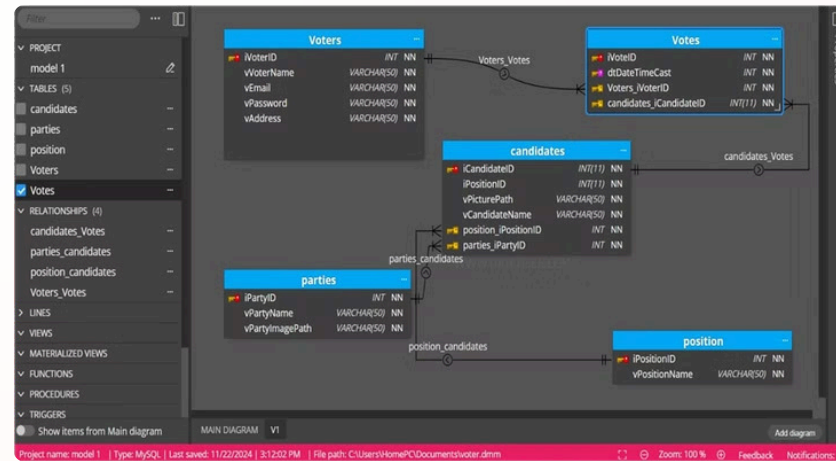 Filter
PROJECT
model 1
TABLES (5)
candidates
parties
position
Voters
Votes
RELATIONSHIPS (4)
candidates_Votes
parties_candidates
position_candidates
Voters_Votes
LINES
VIEWS
MATERIALIZED VIEWS
FUNCTIONS
PROCEDURES
TRIGGERS
Show items from Main diagram
Voters
iVoterID INT NN
vVoterName VARCHAR(50) NN
vEmail VARCHAR(50) NN
vPassword VARCHAR(50) NN
vAddress VARCHAR(50) NN
Voters_Votes
Votes
iVoteID INT NN
dtDateTimeCast INT NN
Voters_iVoterID INT NN
candidates_iCandidateID INT(11) NN
candidates_Votes
candidates
iCandidateID INT(11) NN
iPositionID INT(11) NN
vPicturePath VARCHAR(50) NN
vCandidateName VARCHAR(50) NN
position_iPositionID INT NN
parties_iPartyID INT NN
parties_candidates
parties
iPartyID INT NN
vPartyName VARCHAR(50) NN
vPartyImagePath VARCHAR(50) NN
position_candidates
position
iPositionID INT NN
vPositionName VARCHAR(50) NN
MAIN DIAGRAM V1
Add diagram
Project name: model 1 | Type: MySQL | Last saved: 11/22/2024 | 3:12:02 PM | File path: C:\Users\HomePC\Documents\voter.dmm
Zoom: 100 % Feedback Notifications: